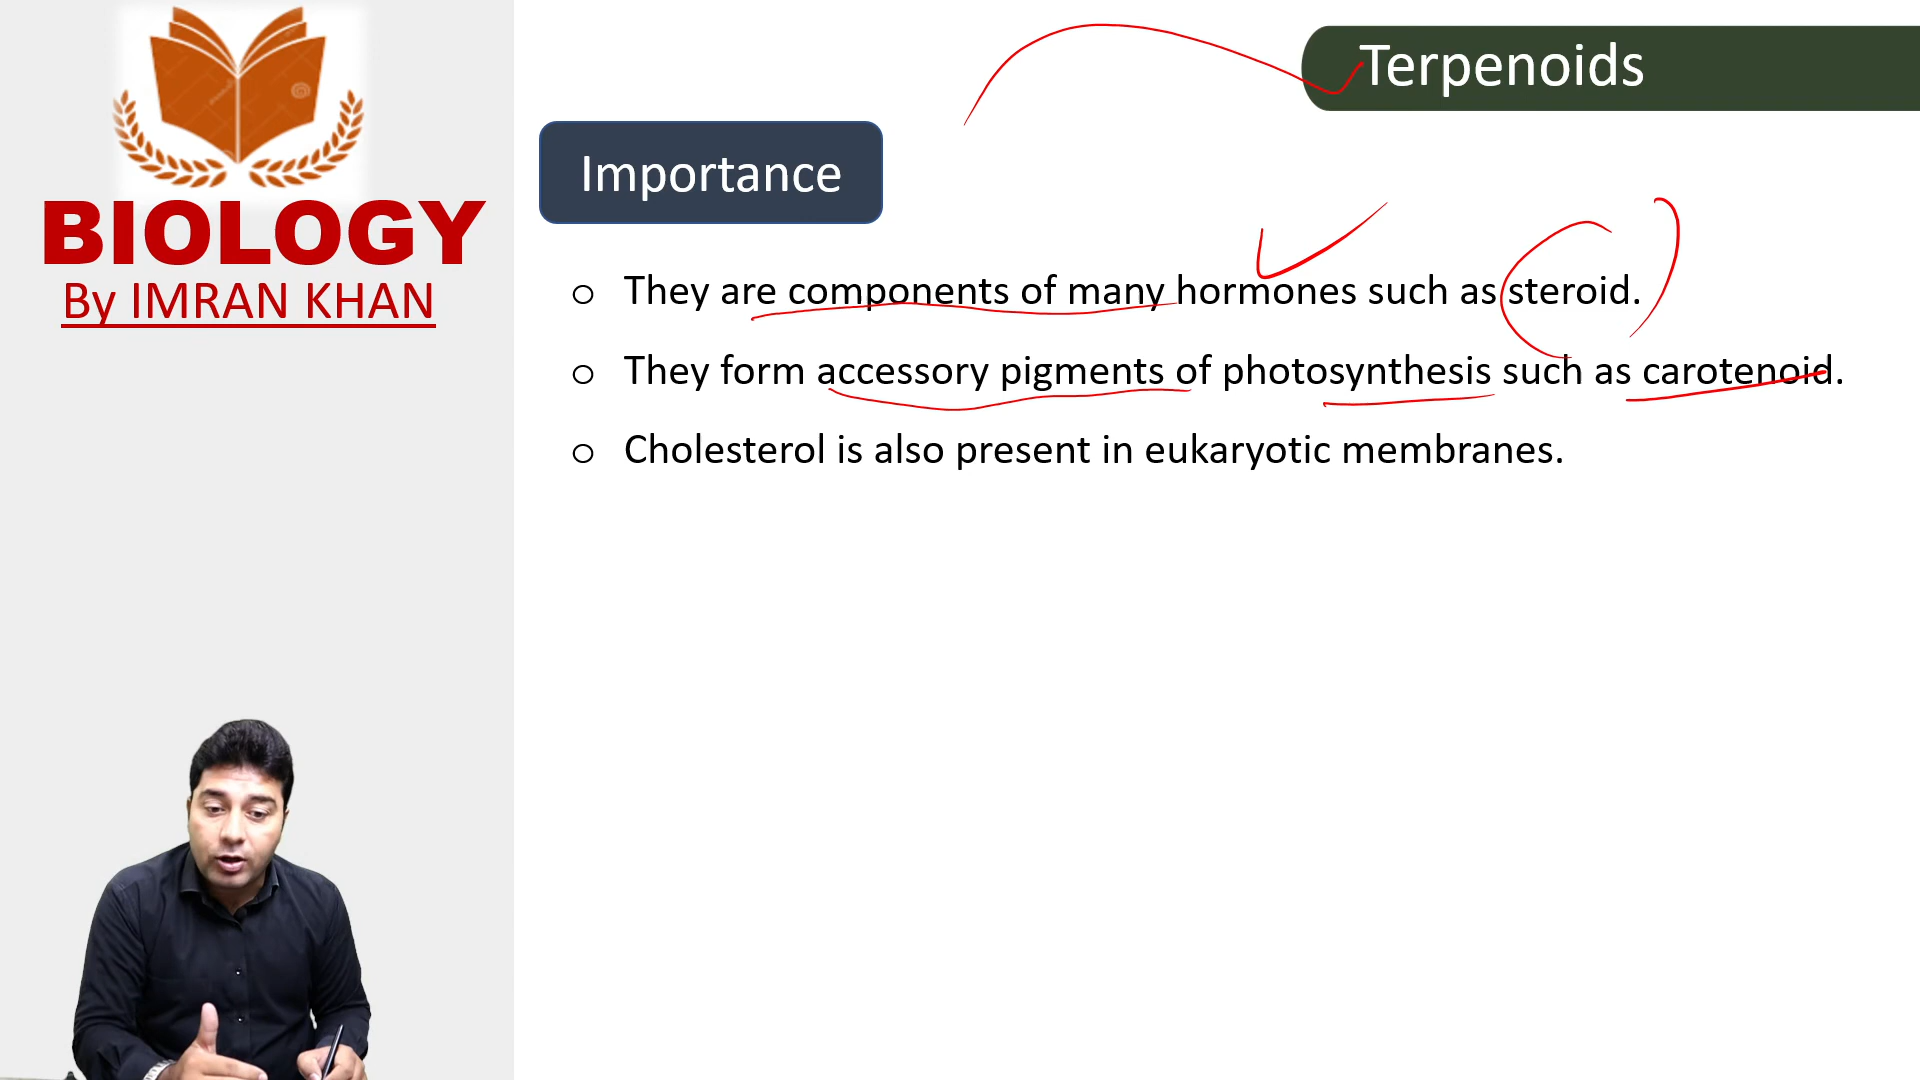 BIOLOGY
By IMRAN KHAN
Terpenoids
Importance
o They are components of many hormones such as steroid.
o They form accessory pigments of photosynthesis such as carotenoid.
o Cholesterol is also present in eukaryotic membranes.